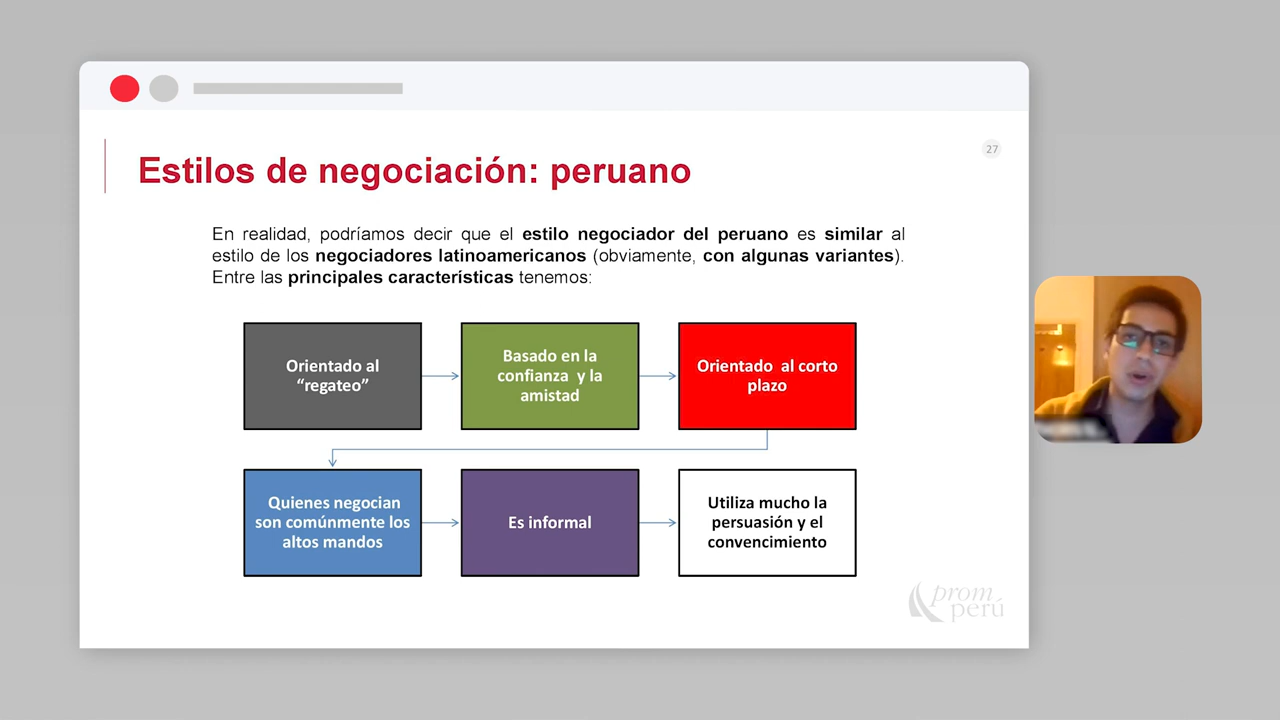 27
Estilos de negociación: peruano
En realidad, podríamos decir que el estilo negociador del peruano es similar al
estilo de los negociadores latinoamericanos (obviamente, con algunas variantes).
Entre las principales características tenemos:
Orientado al
“regateo”
Basado en la
confianza y la
amistad
Orientado al corto
plazo
Quienes negocian
son comúnmente los
altos mandos
Es informal
Utiliza mucho la
persuasión y el
convencimiento
prom
perú